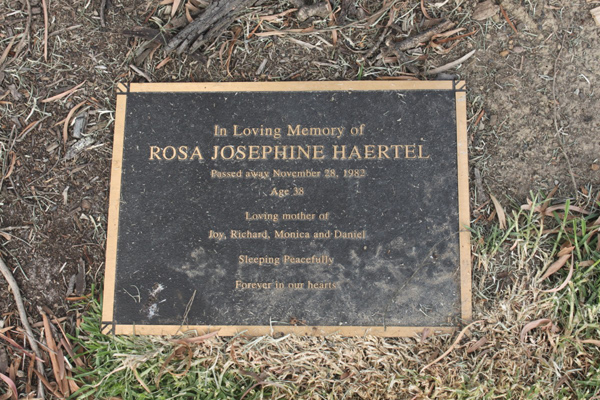 In Loving Memory of
ROSA JOSEPHINE HAERTEL
Passed away November 28, 1982
Age 38
Loving mother of
Joy, Richard, Monica and Daniel
Sleeping Peacefully
Forever in our hearts